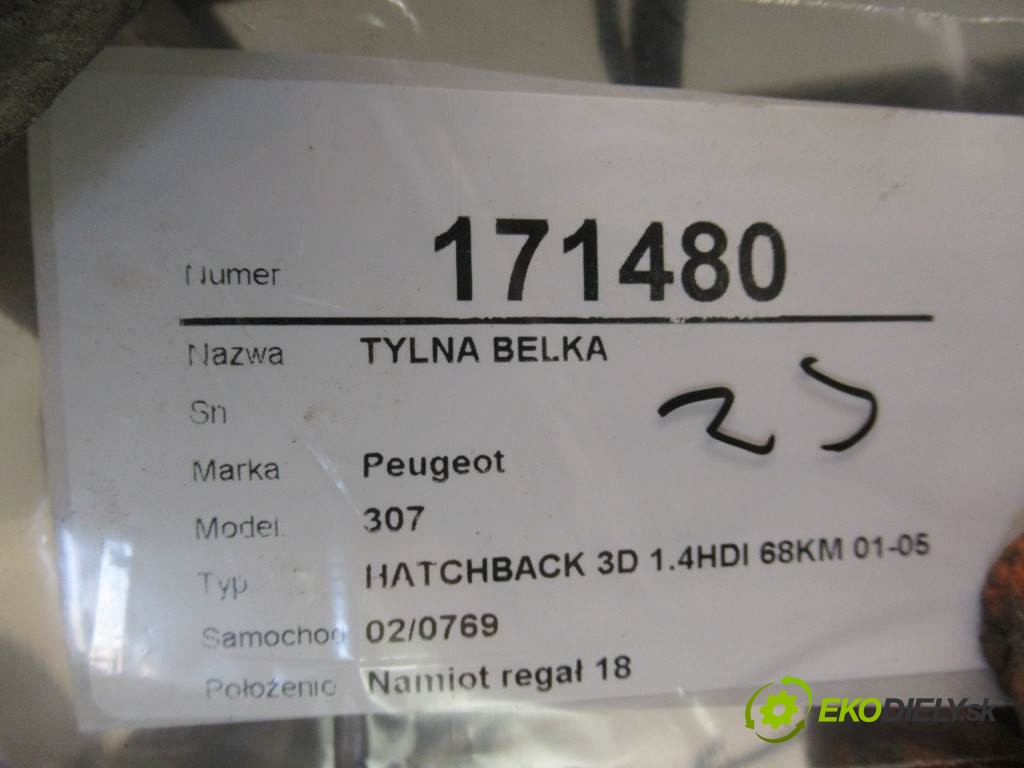 Numer 171480
Nazwa TYLNA BELKA
Sn
Marka Peugeot
Model 307
Typ HATCHBACK 3D 1.4HDI 68KM 01-05
Samochod 02/0769
Położenie Namiot regał 18
EKODIELY.sk